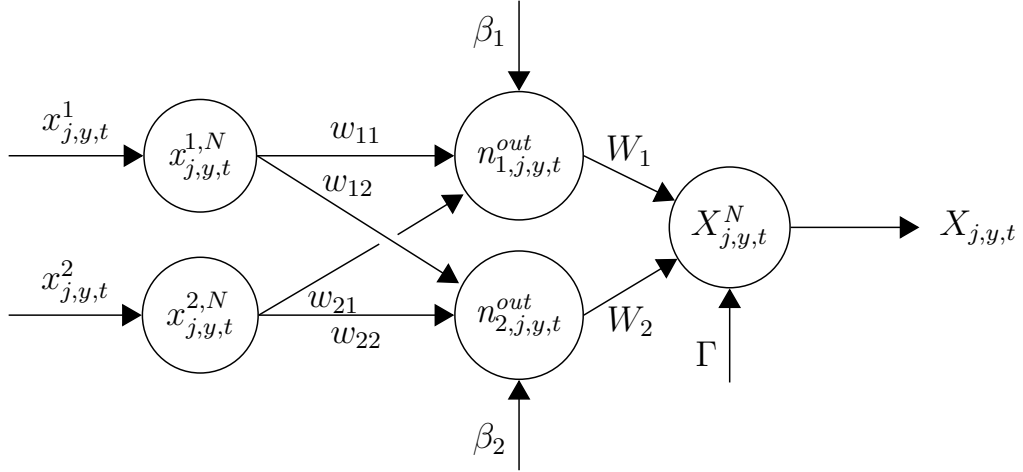 β_1
x^1_{j,y,t}
x^{1,N}_{j,y,t}
w_{11}
n^{out}_{1,j,y,t}
W_1
w_{12}
X^N_{j,y,t}
X_{j,y,t}
x^2_{j,y,t}
x^{2,N}_{j,y,t}
w_{21}
w_{22}
n^{out}_{2,j,y,t}
W_2
Γ
β_2